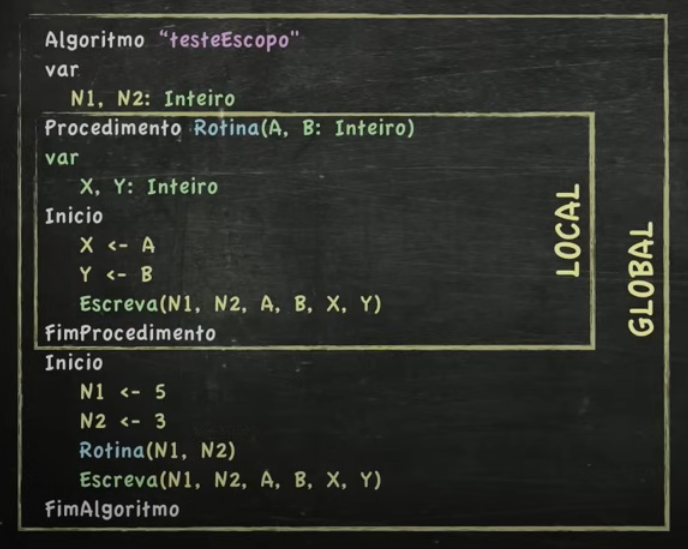 Algoritmo "testeEscopo"
var
N1, N2: Inteiro
Procedimento Rotina(A, B: Inteiro)
var
X, Y: Inteiro
Inicio
X <- A
Y <- B
Escreva(N1, N2, A, B, X, Y)
FimProcedimento
Inicio
N1 <- 5
N2 <- 3
Rotina(N1, N2)
Escreva(N1, N2, A, B, X, Y)
FimAlgoritmo
LOCAL
GLOBAL